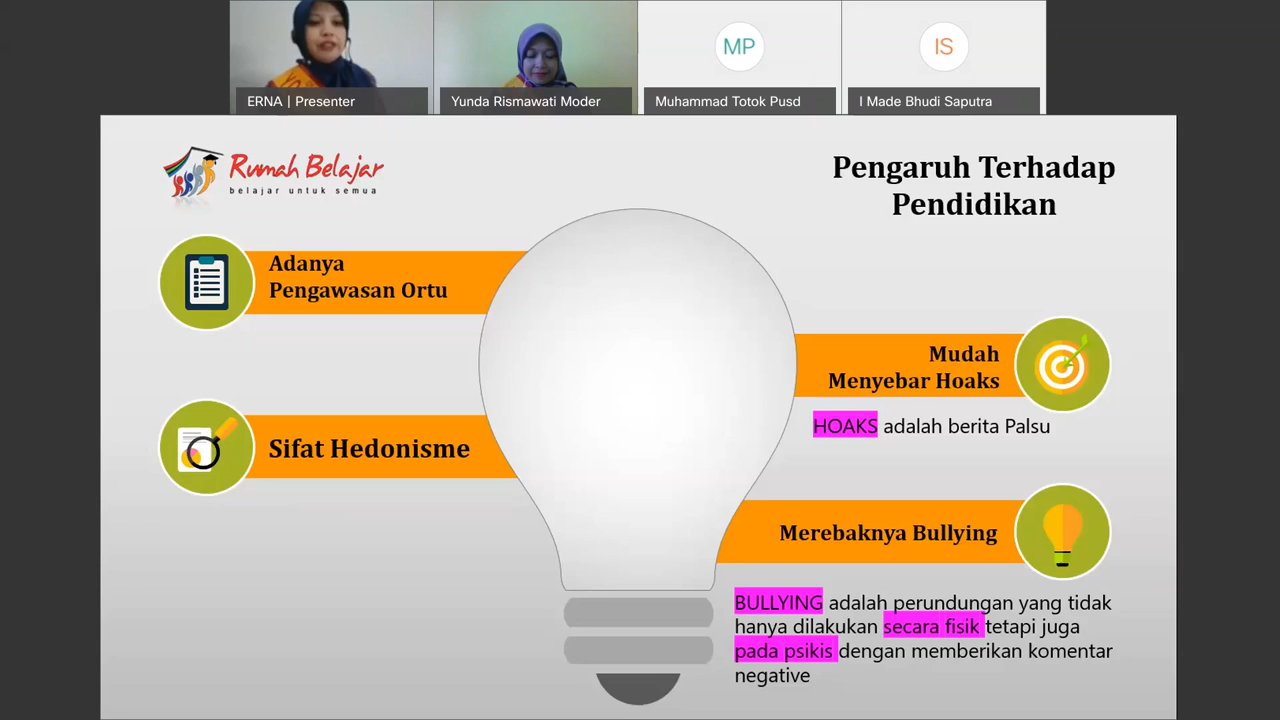 MP
IS
ERNA | Presenter
Yunda Rismawati Moder
Muhammad Totok Pusd
I Made Bhudi Saputra
Rumah Belajar
belajar untuk semua
Pengaruh Terhadap
Pendidikan
Adanya
Pengawasan Ortu
Sifat Hedonisme
Mudah
Menyebar Hoaks
HOAKS adalah berita Palsu
Merebaknya Bullying
BULLYING adalah perundungan yang tidak
hanya dilakukan secara fisik tetapi juga
pada psikis dengan memberikan komentar
negative